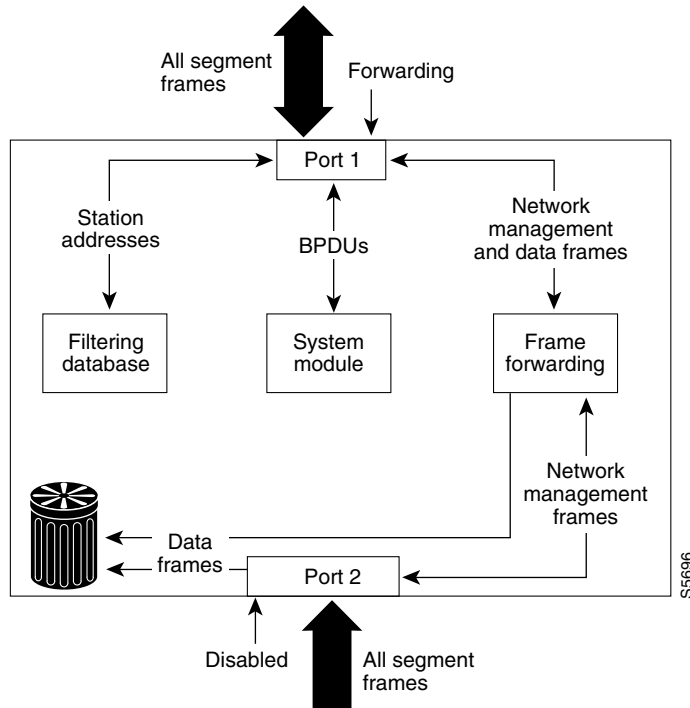 All segment
frames
Forwarding
Port 1
Station
addresses
BPDUs
Network
management
and data frames
Filtering
database
System
module
Frame
forwarding
Network
management
frames
Data
frames
Port 2
Disabled
All segment
frames
S5696